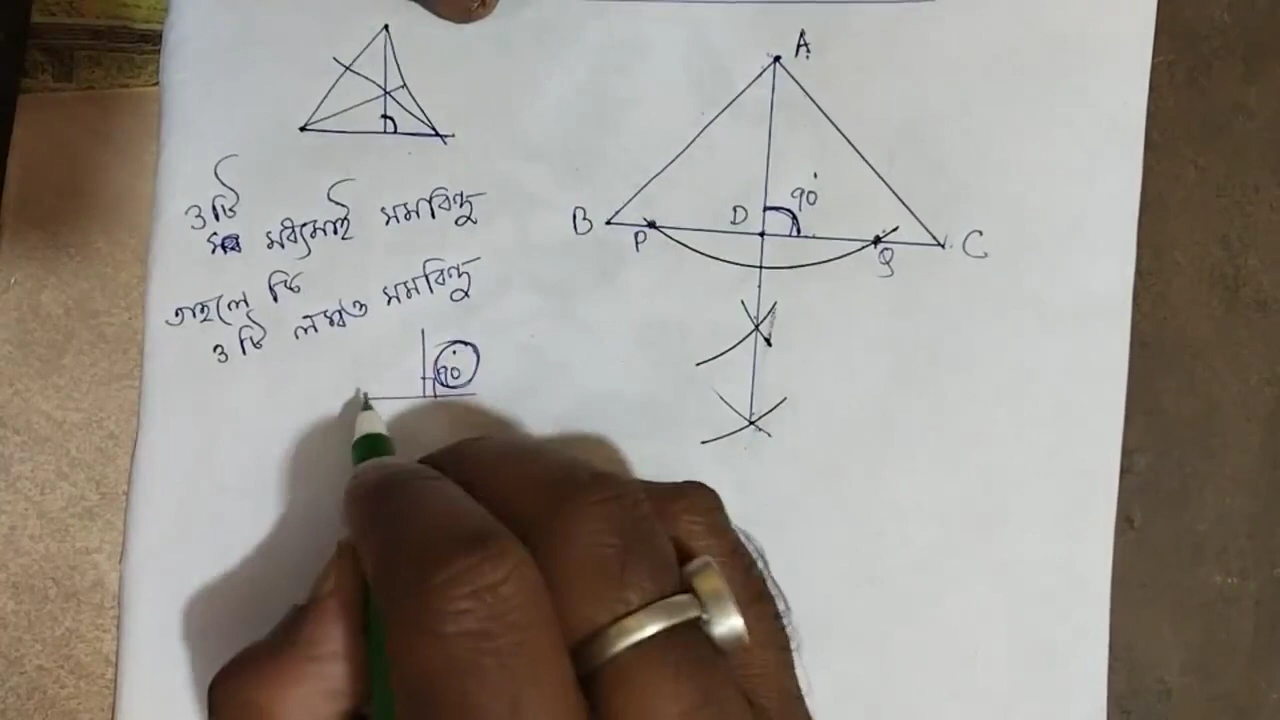 ৩টি
মধ্যমাই সমবিন্দু
তাহলে কি
৩টি লম্বও সমবিন্দু
90°
A
B
P
D
90°
Q
C